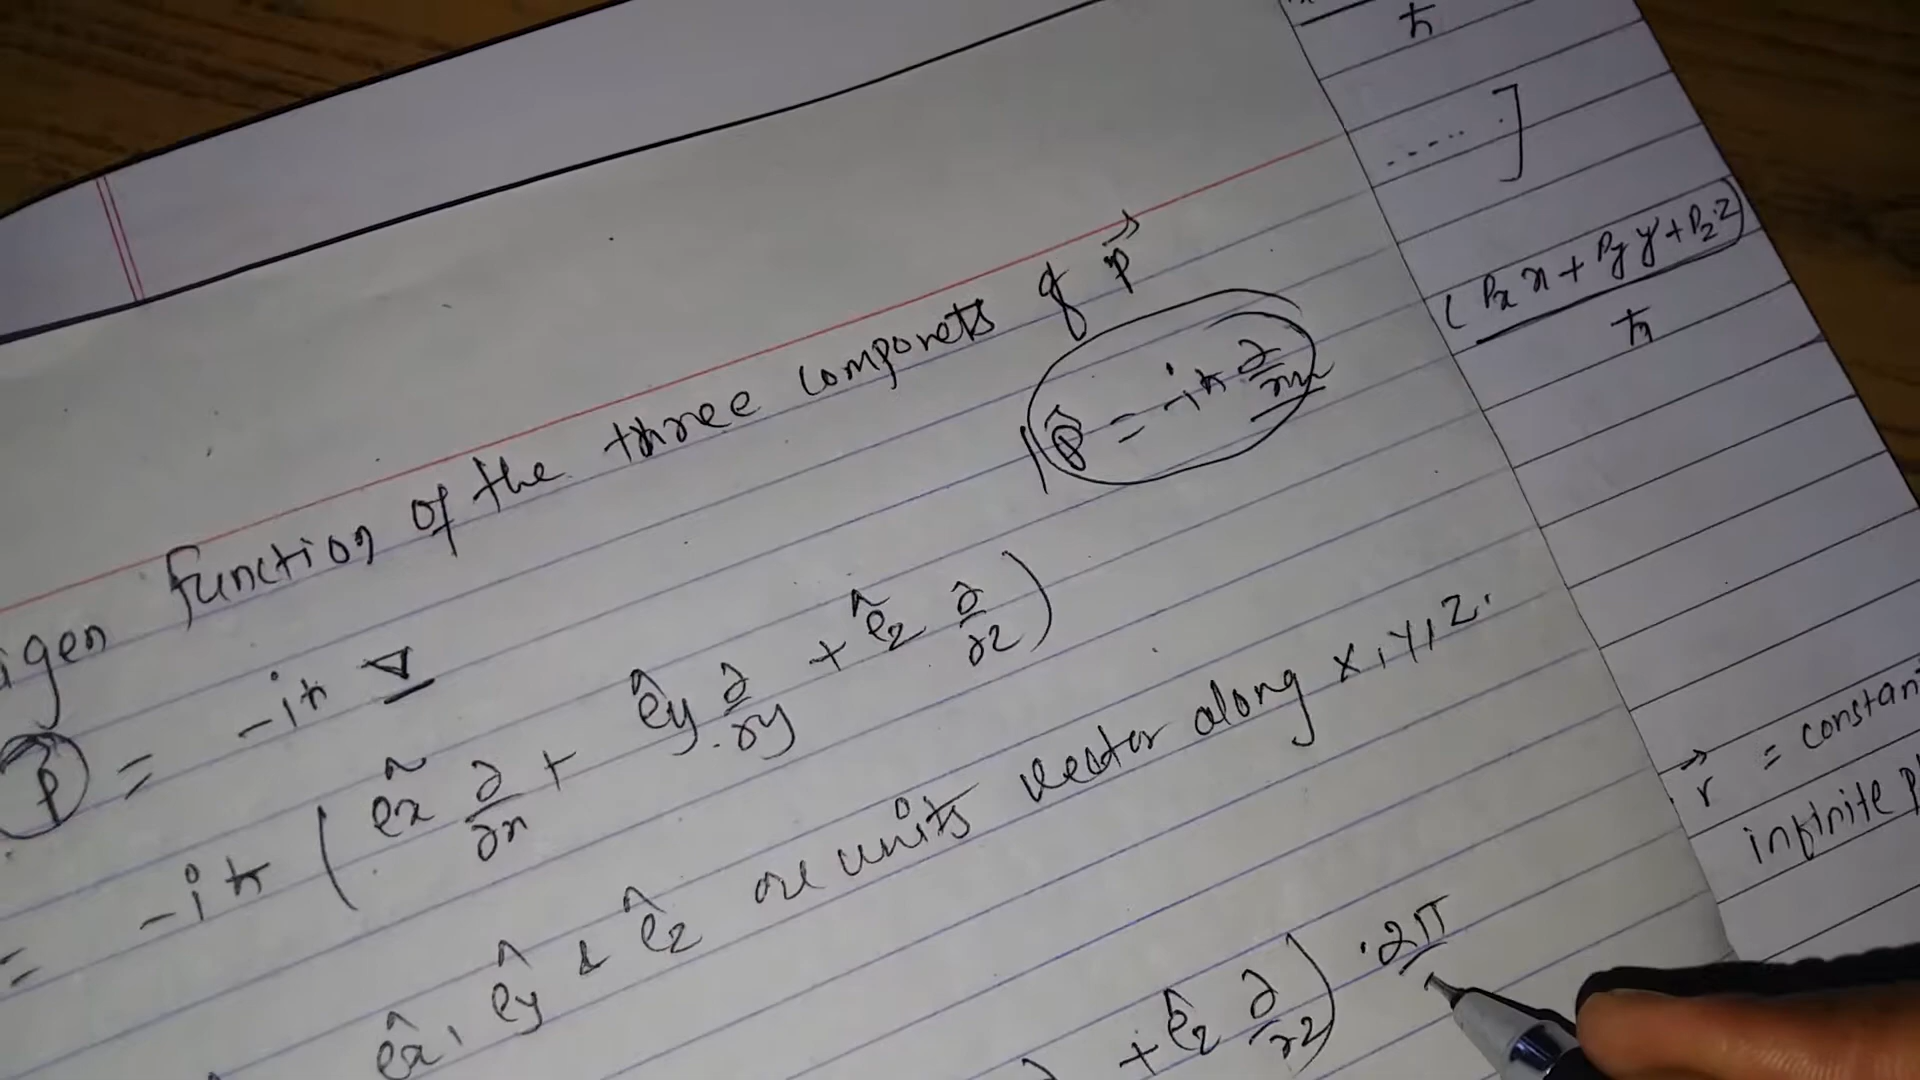 igen function of the three componets of p⃗
p̂ = -iħ ∂/∂x
p⃗ = -iħ ∇
= -iħ ( êx ∂/∂x + êy ∂/∂y + êz ∂/∂z )
êx, êy & êz are units vector along x, y, z.
+ êz ∂/∂z ) · 2π
ħ
..... ]
( Px x + Py y + Pz z )
ħ
r⃗ = constan
infinite p